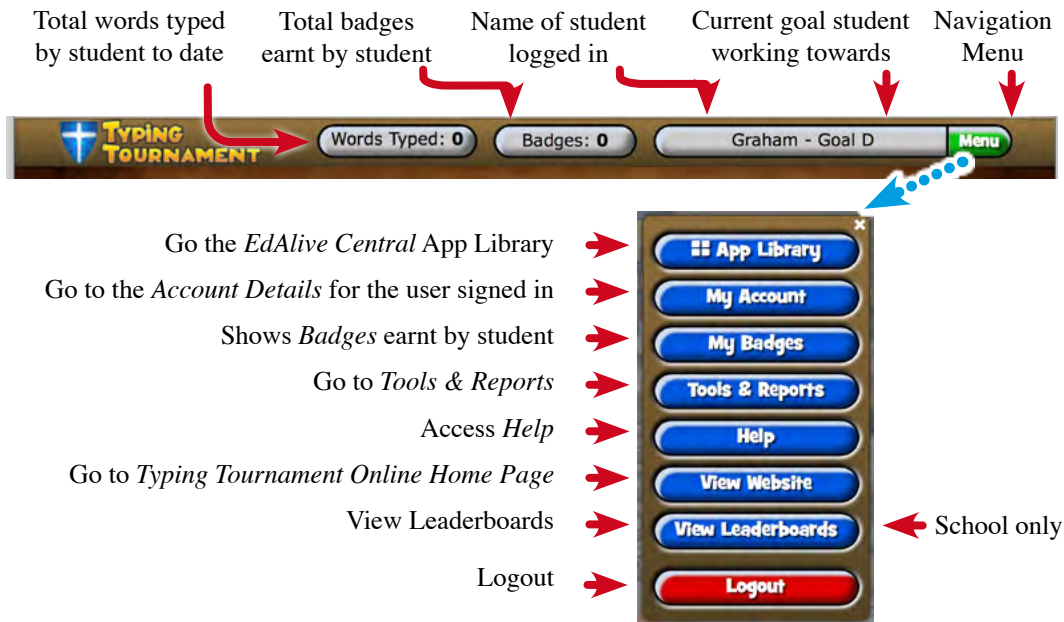 Total words typed
by student to date
Total badges
earnt by student
Name of student
logged in
Current goal student
working towards
Navigation
Menu
TYPING
TOURNAMENT
Words Typed: 0
Badges: 0
Graham - Goal D
Menu
×
Go the EdAlive Central App Library
App Library
Go to the Account Details for the user signed in
My Account
Shows Badges earnt by student
My Badges
Go to Tools & Reports
Tools & Reports
Access Help
Help
Go to Typing Tournament Online Home Page
View Website
View Leaderboards
View Leaderboards
School only
Logout
Logout